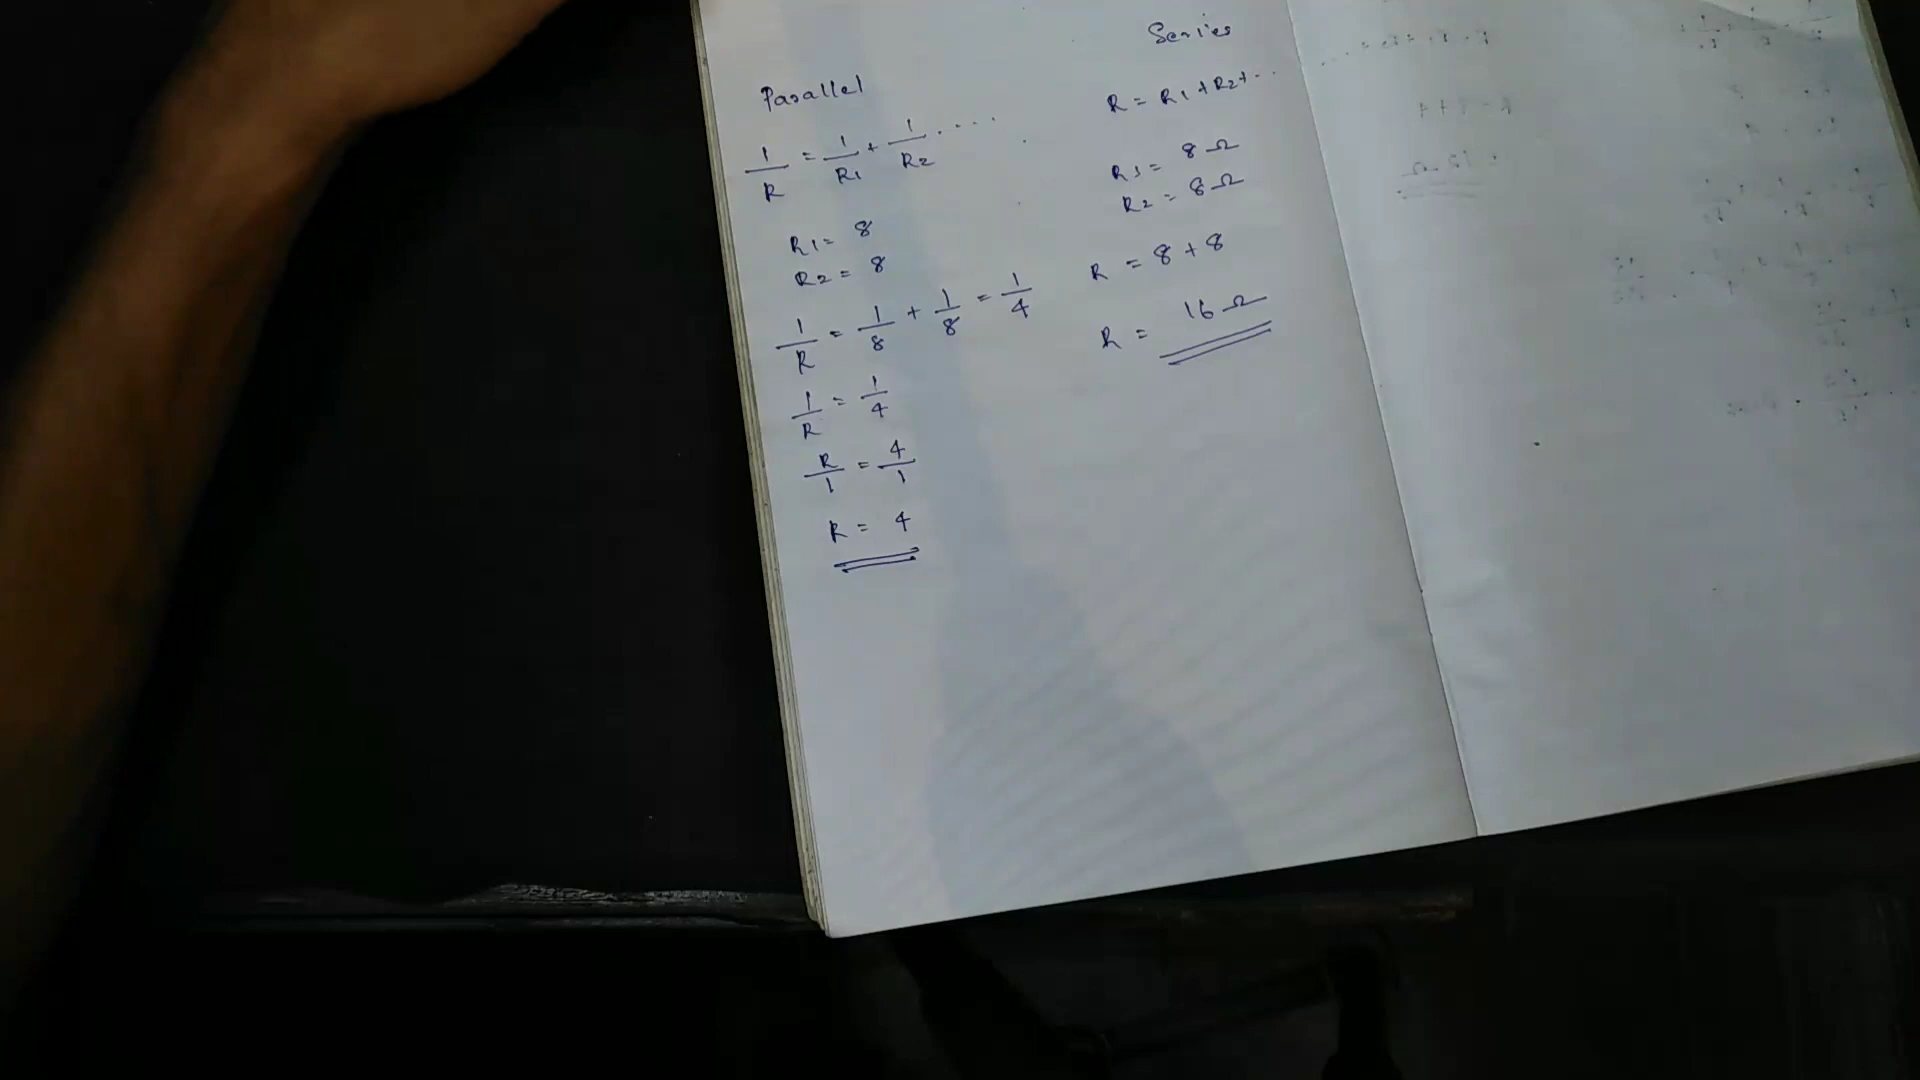 Parallel
1/R = 1/R1 + 1/R2 ....
R1 = 8
R2 = 8
1/R = 1/8 + 1/8 = 1/4
1/R = 1/4
R/1 = 4/1
R = 4
Series
R = R1 + R2 + ..
R1 = 8 Ω
R2 = 8 Ω
R = 8 + 8
R = 16 Ω